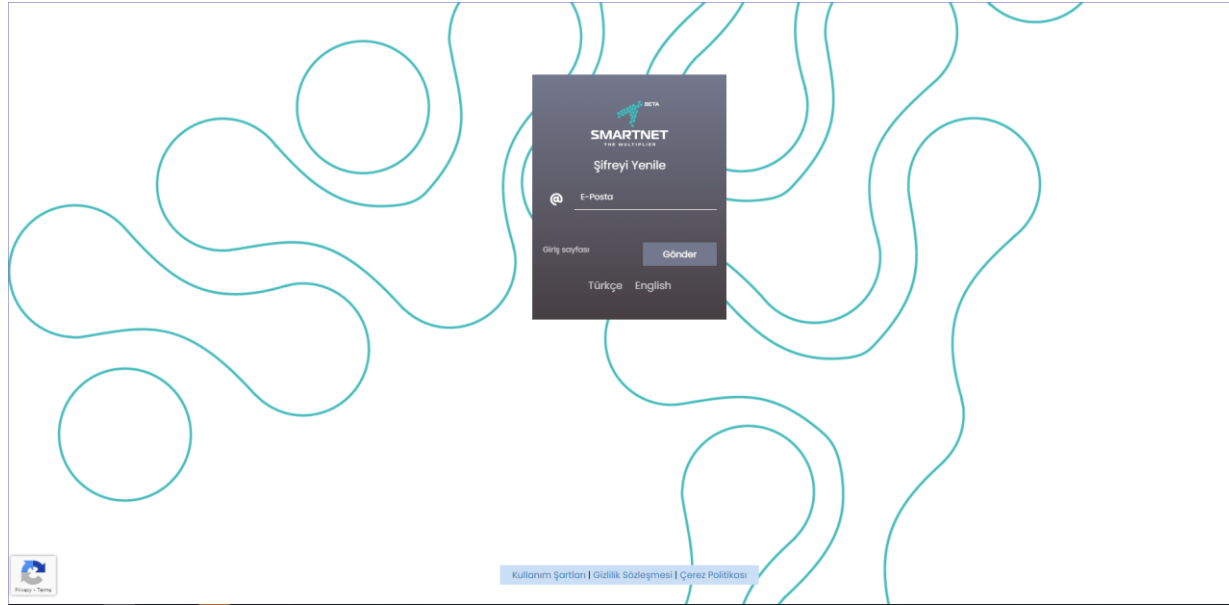 BETA
SMARTNET
THE MULTIPLIER
Şifreyi Yenile
@ E-Posta
Giriş sayfası
Gönder
Türkçe English
Kullanım Şartları | Gizlilik Sözleşmesi | Çerez Politikası
Privacy - Terms